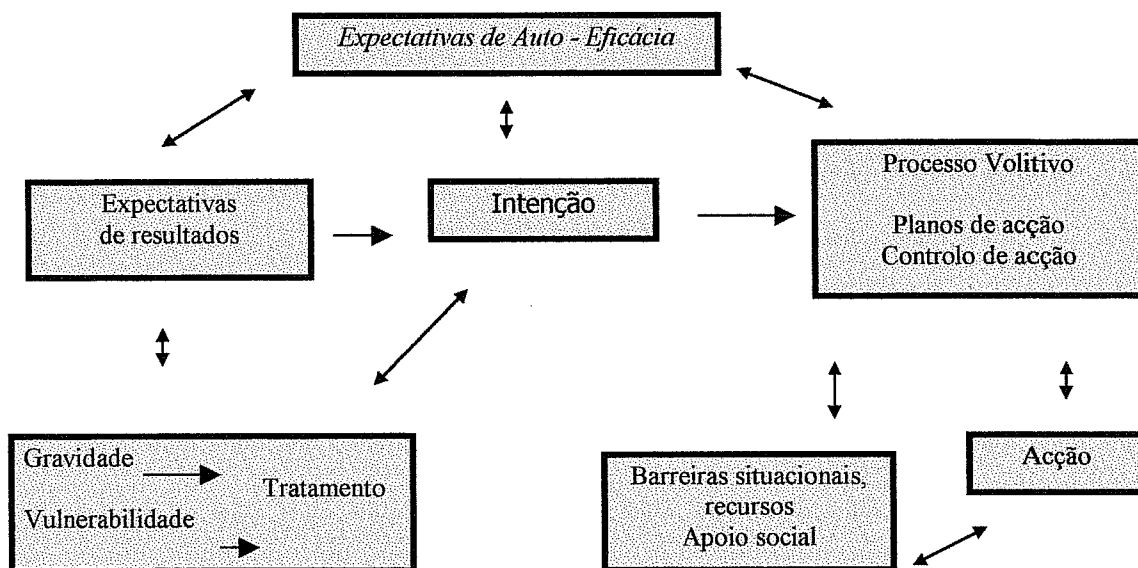 Expectativas de Auto - Eficácia
Expectativas
de resultados
Intenção
Processo Volitivo
Planos de acção
Controlo de acção
Gravidade
Tratamento
Vulnerabilidade
Barreiras situacionais,
recursos
Apoio social
Acção